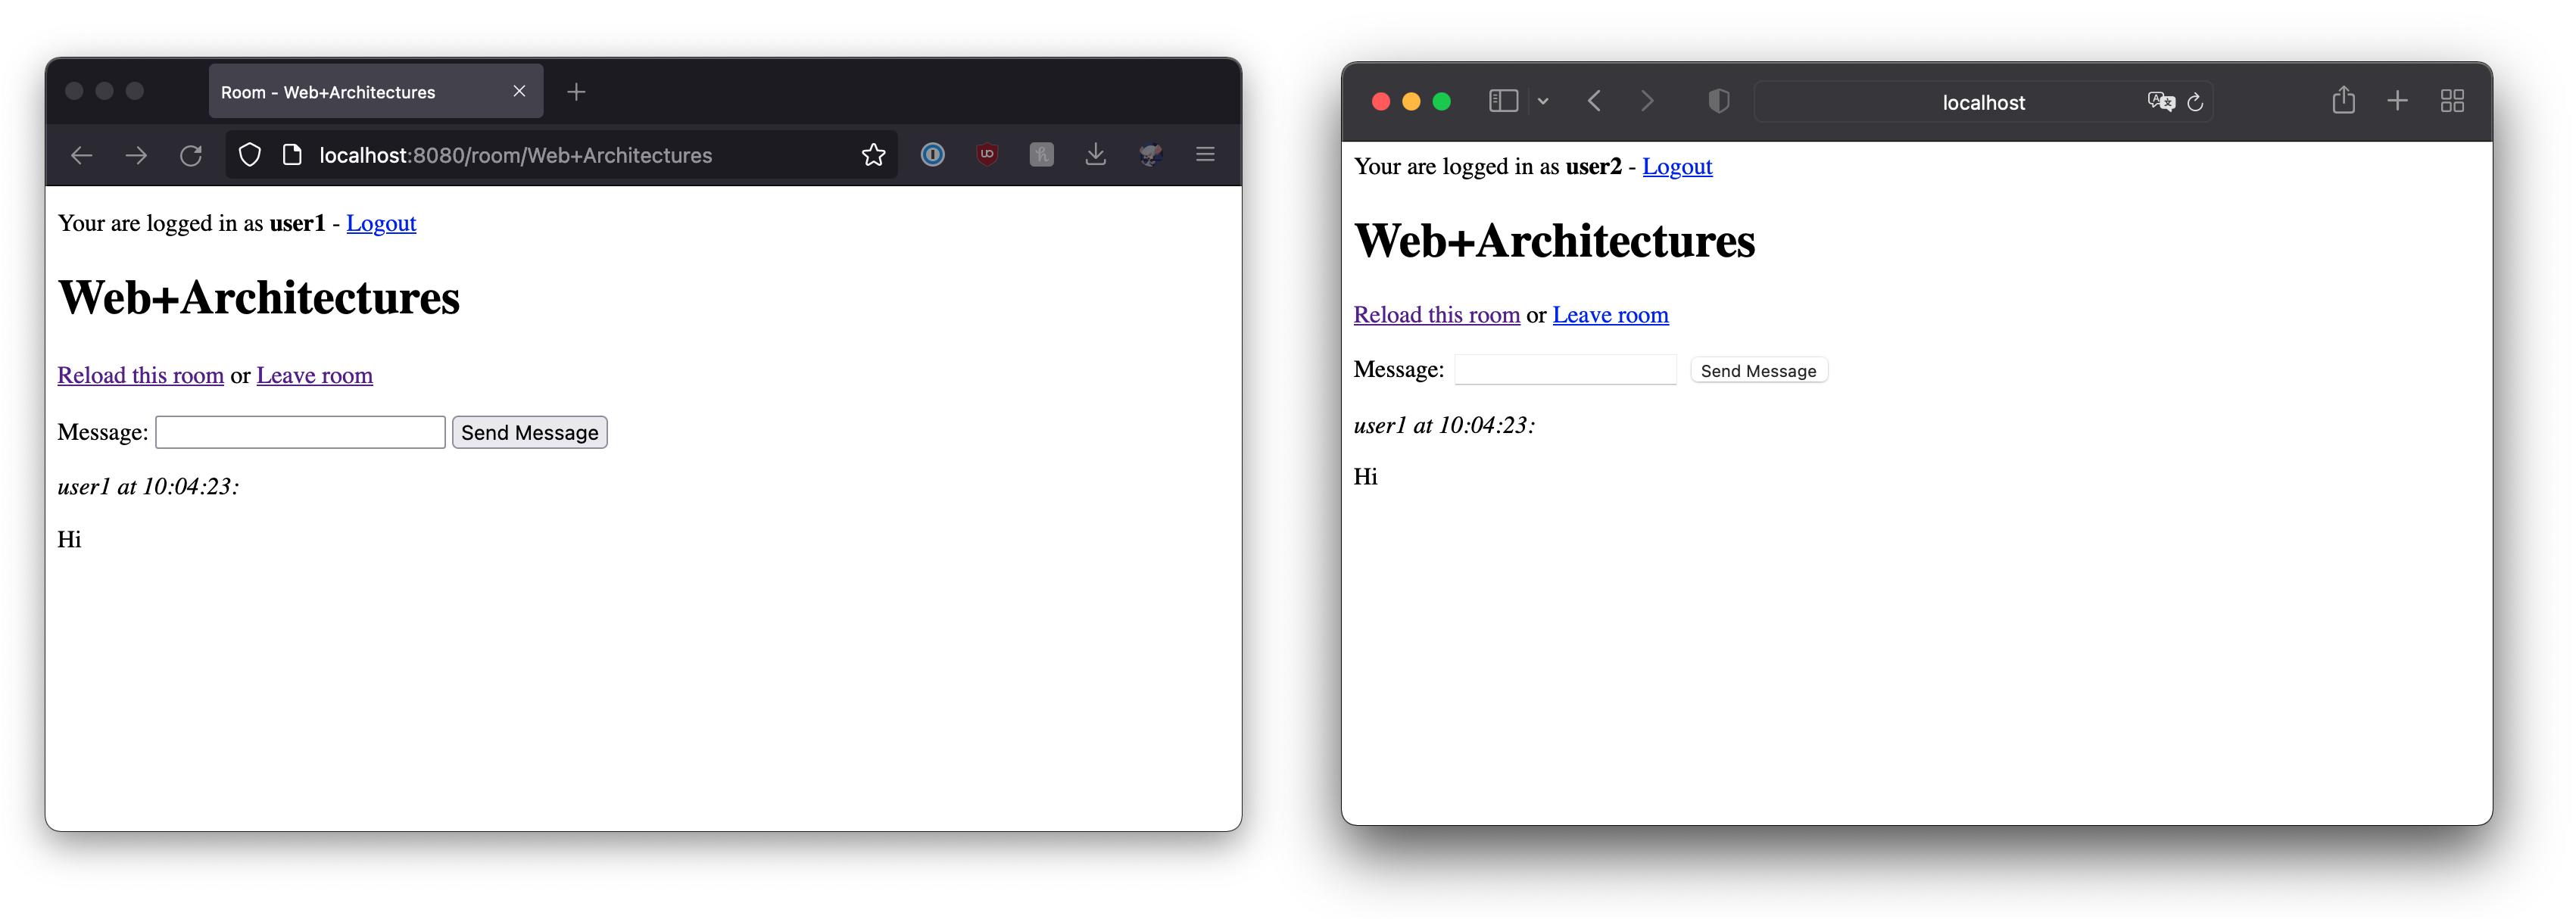 Room - Web+Architectures
localhost:8080/room/Web+Architectures
Your are logged in as user1 - Logout
Web+Architectures
Reload this room or Leave room
Message: Send Message
user1 at 10:04:23:
Hi
localhost
Your are logged in as user2 - Logout
Web+Architectures
Reload this room or Leave room
Message: Send Message
user1 at 10:04:23:
Hi